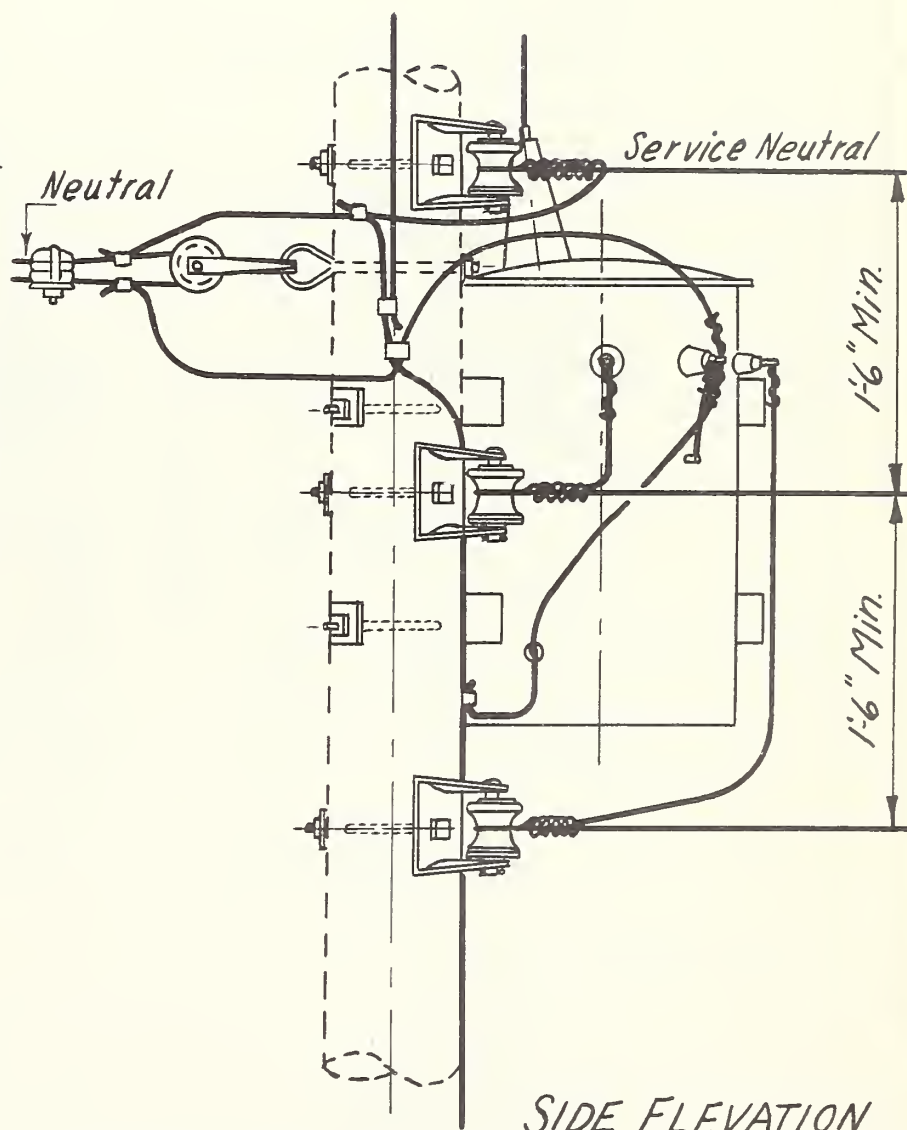 Service Neutral
Neutral
1'-6" Min.
1'-6" Min.
SIDE ELEVATION